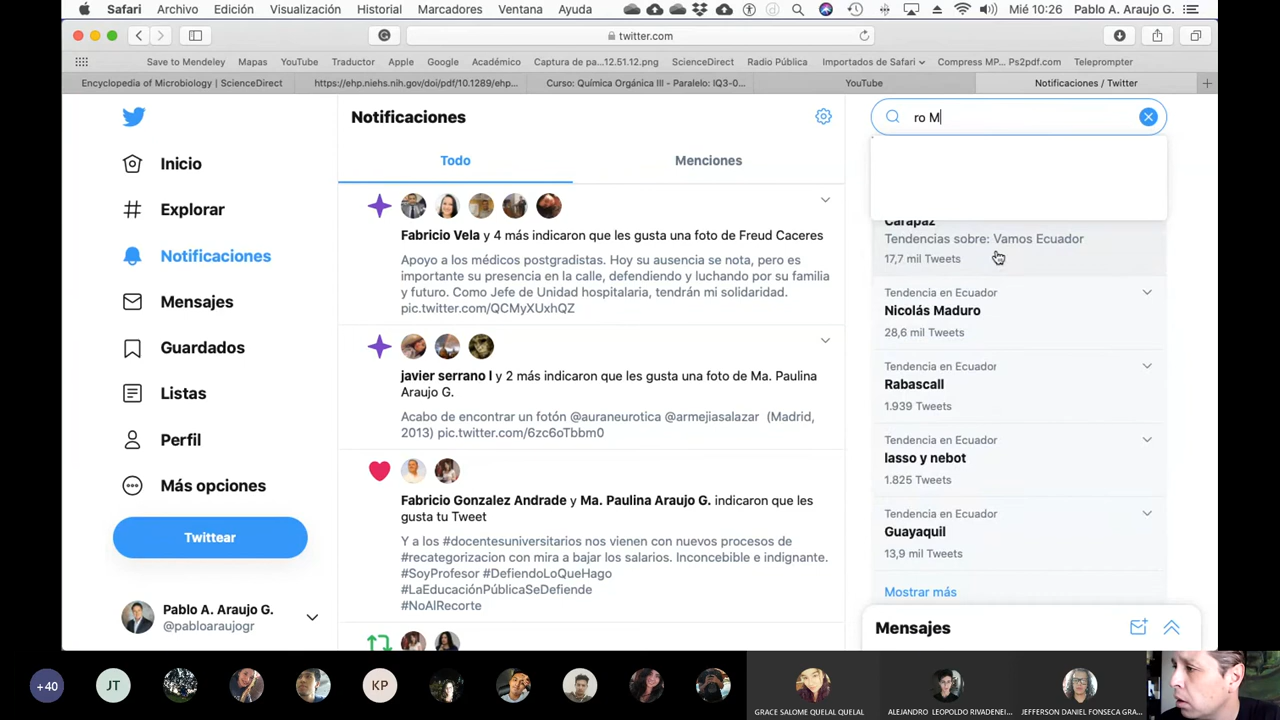 Safari Archivo Edición Visualización Historial Marcadores Ventana Ayuda Mié 10:26 Pablo A. Araujo G.
twitter.com
Save to Mendeley Mapas YouTube Traductor Apple Google Académico Captura de pa...12.51.12.png ScienceDirect Radio Pública Importados de Safari Compress MP... Ps2pdf.com Teleprompter
Encyclopedia of Microbiology | ScienceDirect https://ehp.niehs.nih.gov/doi/pdf/10.1289/ehp... Curso: Química Orgánica III - Paralelo: IQ3-0... YouTube Notificaciones / Twitter
Inicio
Explorar
Notificaciones
Mensajes
Guardados
Listas
Perfil
Más opciones
Twittear
Pablo A. Araujo G.
@pabloaraujogr
Notificaciones
Todo Menciones
Fabricio Vela y 4 más indicaron que les gusta una foto de Freud Caceres
Apoyo a los médicos postgradistas. Hoy su ausencia se nota, pero es
importante su presencia en la calle, defendiendo y luchando por su familia
y futuro. Como Jefe de Unidad hospitalaria, tendrán mi solidaridad.
pic.twitter.com/QCMyXUxhQZ
javier serrano l y 2 más indicaron que les gusta una foto de Ma. Paulina
Araujo G.
Acabo de encontrar un fotón @auraneurotica @armejiasalazar (Madrid,
2013) pic.twitter.com/6zc6oTbbm0
Fabricio Gonzalez Andrade y Ma. Paulina Araujo G. indicaron que les
gusta tu Tweet
Y a los #docentesuniversitarios nos vienen con nuevos procesos de
#recategorizacion con mira a bajar los salarios. Inconcebible e indignante.
#SoyProfesor #DefiendoLoQueHago
#LaEducaciónPúblicaSeDefiende
#NoAlRecorte
ro M
Carapaz
Tendencias sobre: Vamos Ecuador
17,7 mil Tweets
Tendencia en Ecuador
Nicolás Maduro
28,6 mil Tweets
Tendencia en Ecuador
Rabascall
1.939 Tweets
Tendencia en Ecuador
lasso y nebot
1.825 Tweets
Tendencia en Ecuador
Guayaquil
13,9 mil Tweets
Mostrar más
Mensajes
+40 JT KP
GRACE SALOME QUELAL QUELAL ALEJANDRO LEOPOLDO RIVADENEI... JEFFERSON DANIEL FONSECA GRA...